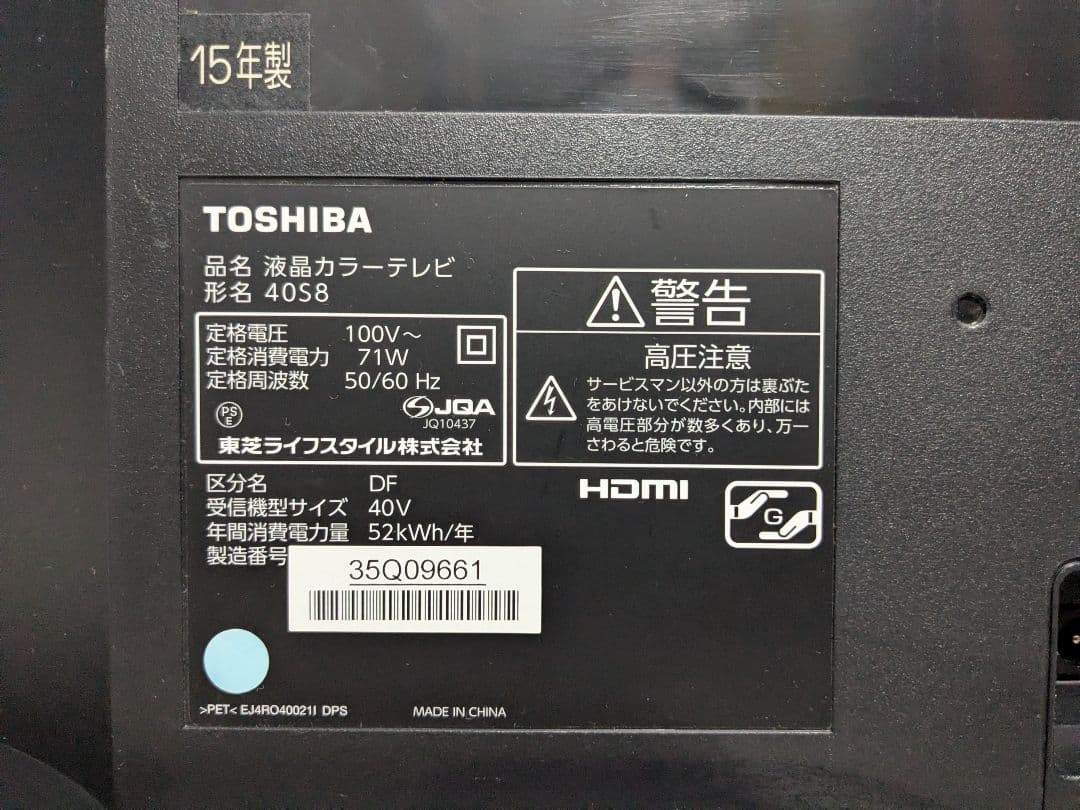 15年製
TOSHIBA
品名 液晶カラーテレビ
形名 40S8
定格電圧 100V～
定格消費電力 71W
定格周波数 50/60 Hz
PS
E
JQA
JQ10437
東芝ライフスタイル株式会社
警告
高圧注意
サービスマン以外の方は裏ぶた
をあけないでください。内部には
高電圧部分が数多くあり、万一
さわると危険です。
区分名 DF
受信機型サイズ 40V
年間消費電力量 52kWh/年
製造番号
35Q09661
HDMI
G
>PET< EJ4RO40021I DPS
MADE IN CHINA